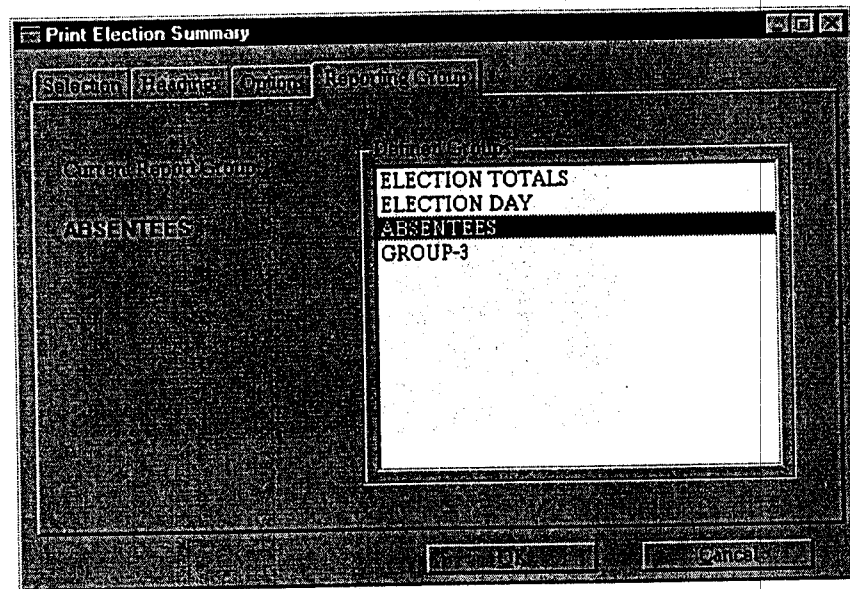 Print Election Summary
Selection Headings Options Reporting Group
Current Report Group
Defined Groups
ELECTION TOTALS
ELECTION DAY
ABSENTEES
ABSENTEES
GROUP-3
OK Cancel